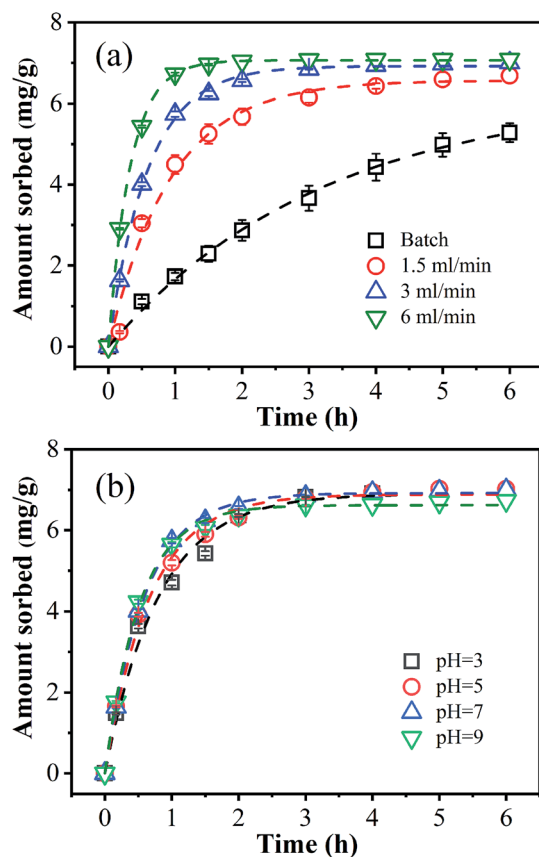 (a)
Amount sorbed (mg/g)
8
6
4
2
0
Batch
1.5 ml/min
3 ml/min
6 ml/min
0 1 2 3 4 5 6
Time (h)
(b)
Amount sorbed (mg/g)
8
6
4
2
0
pH=3
pH=5
pH=7
pH=9
0 1 2 3 4 5 6
Time (h)